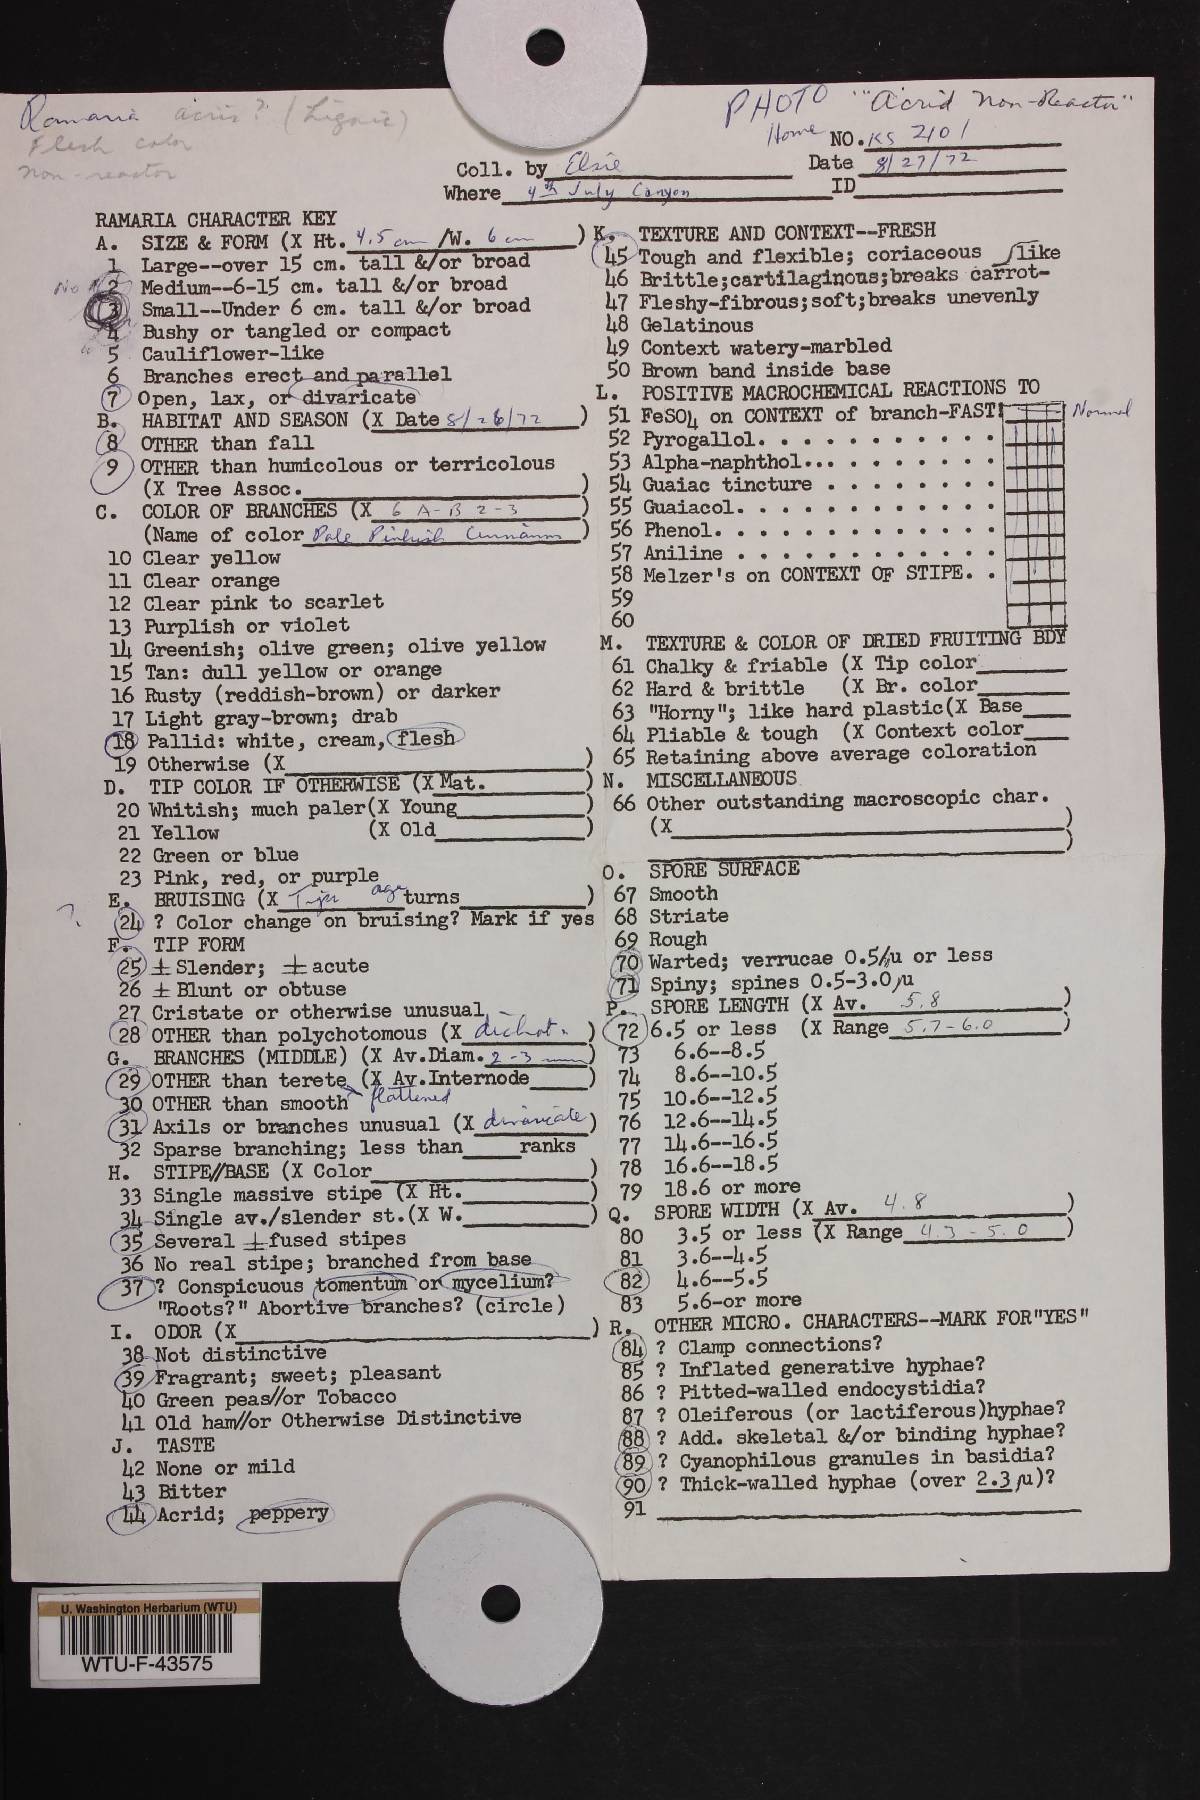 Ramaria acris? (Lignic)
Flesh color
non-reactor
PHOTO "Acrid Non-Reactor"
Home NO. KS 2101
Coll. by Elsie Date 8/27/72
Where 4th July Canyon ID
RAMARIA CHARACTER KEY
A. SIZE & FORM (X Ht. 4.5 cm /W. 6 cm )
1 Large--over 15 cm. tall &/or broad
No 2 Medium--6-15 cm. tall &/or broad
3 Small--Under 6 cm. tall &/or broad
4 Bushy or tangled or compact
" 5 Cauliflower-like
6 Branches erect and parallel
7 Open, lax, or divaricate
B. HABITAT AND SEASON (X Date 8/26/72 )
8 OTHER than fall
9 OTHER than humicolous or terricolous
(X Tree Assoc. )
C. COLOR OF BRANCHES (X 6 A-B 2-3 )
(Name of color Pale Pinkish Cinnamon )
10 Clear yellow
11 Clear orange
12 Clear pink to scarlet
13 Purplish or violet
14 Greenish; olive green; olive yellow
15 Tan: dull yellow or orange
16 Rusty (reddish-brown) or darker
17 Light gray-brown; drab
18 Pallid: white, cream, flesh
19 Otherwise (X )
D. TIP COLOR IF OTHERWISE (X Mat. )
20 Whitish; much paler(X Young )
21 Yellow (X Old )
22 Green or blue
23 Pink, red, or purple
E. BRUISING (X Tips age turns )
? 24 ? Color change on bruising? Mark if yes
F. TIP FORM
25 ± Slender; ± acute
26 ± Blunt or obtuse
27 Cristate or otherwise unusual
28 OTHER than polychotomous (X dichot. )
G. BRANCHES (MIDDLE) (X Av.Diam. 2-3 mm )
29 OTHER than terete (X Av.Internode )
30 OTHER than smooth flattened
31 Axils or branches unusual (X divaricate )
32 Sparse branching; less than ranks
H. STIPE//BASE (X Color )
33 Single massive stipe (X Ht. )
34 Single av./slender st.(X W. )
35 Several ± fused stipes
36 No real stipe; branched from base
37 ? Conspicuous tomentum or mycelium?
"Roots?" Abortive branches? (circle)
I. ODOR (X )
38 Not distinctive
39 Fragrant; sweet; pleasant
40 Green peas//or Tobacco
41 Old ham//or Otherwise Distinctive
J. TASTE
42 None or mild
43 Bitter
44 Acrid; peppery
K. TEXTURE AND CONTEXT--FRESH
45 Tough and flexible; coriaceous like
46 Brittle;cartilaginous;breaks carrot-
47 Fleshy-fibrous;soft;breaks unevenly
48 Gelatinous
49 Context watery-marbled
50 Brown band inside base
L. POSITIVE MACROCHEMICAL REACTIONS TO
51 FeSO4 on CONTEXT of branch-FAST! Normal
52 Pyrogallol. . . . . . . . . . . .
53 Alpha-naphthol... . . . . . . . .
54 Guaiac tincture . . . . . . . .
55 Guaiacol. . . . . . . . . . . . .
56 Phenol. . . . . . . . . . . . . .
57 Aniline . . . . . . . . . . . . .
58 Melzer's on CONTEXT OF STIPE. . .
59
60
M. TEXTURE & COLOR OF DRIED FRUITING BDY
61 Chalky & friable (X Tip color
62 Hard & brittle (X Br. color
63 "Horny"; like hard plastic(X Base
64 Pliable & tough (X Context color
65 Retaining above average coloration
N. MISCELLANEOUS
66 Other outstanding macroscopic char.
(X )
)
O. SPORE SURFACE
67 Smooth
68 Striate
69 Rough
70 Warted; verrucae 0.5 µ or less
71 Spiny; spines 0.5-3.0 µ
P. SPORE LENGTH (X Av. 5.8 )
72 6.5 or less (X Range 5.7-6.0 )
73 6.6--8.5
74 8.6--10.5
75 10.6--12.5
76 12.6--14.5
77 14.6--16.5
78 16.6--18.5
79 18.6 or more
Q. SPORE WIDTH (X Av. 4.8 )
80 3.5 or less (X Range 4.3-5.0 )
81 3.6--4.5
82 4.6--5.5
83 5.6-or more
R. OTHER MICRO. CHARACTERS--MARK FOR"YES"
84 ? Clamp connections?
85 ? Inflated generative hyphae?
86 ? Pitted-walled endocystidia?
87 ? Oleiferous (or lactiferous)hyphae?
88 ? Add. skeletal &/or binding hyphae?
89 ? Cyanophilous granules in basidia?
90 ? Thick-walled hyphae (over 2.3 µ)?
91
U. Washington Herbarium (WTU)
WTU-F-43575